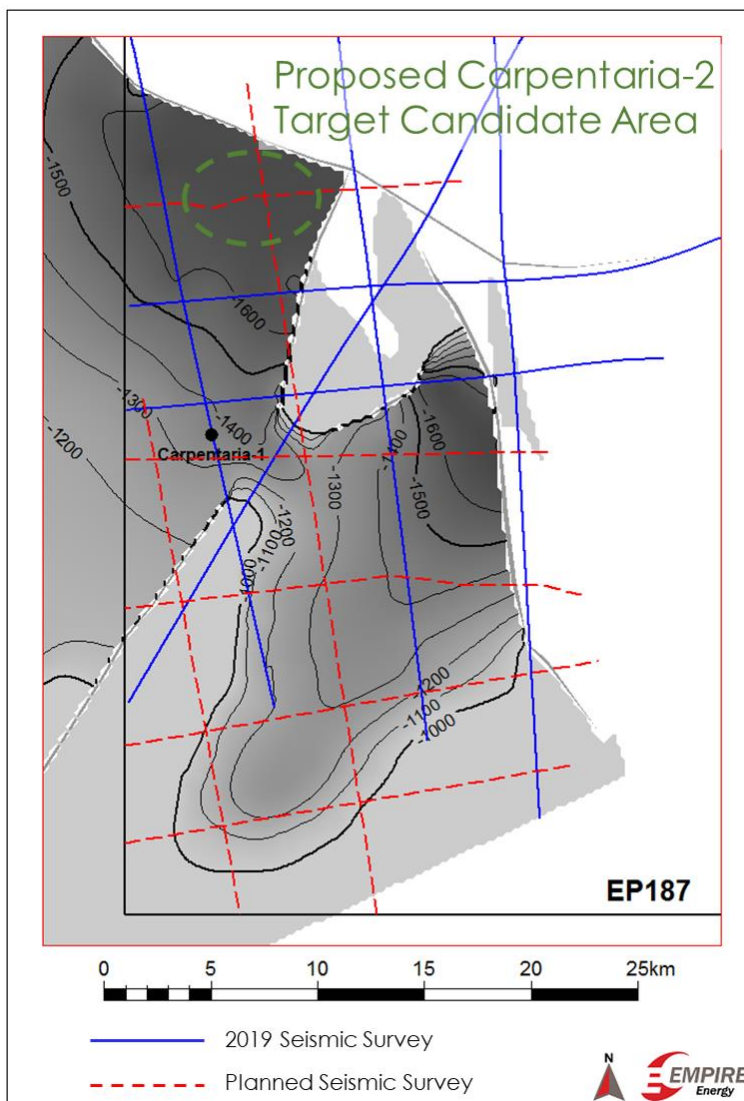 Proposed Carpentaria-2
Target Candidate Area
-1500
-1600
-1300
-1400
-1200
Carpentaria-1
-1400
-1600
-1300
-1500
-1200
-1100
-1000
-1200
-1100
-1000
EP187
0 5 10 15 20 25km
2019 Seismic Survey
Planned Seismic Survey
N
EMPIRE
Energy